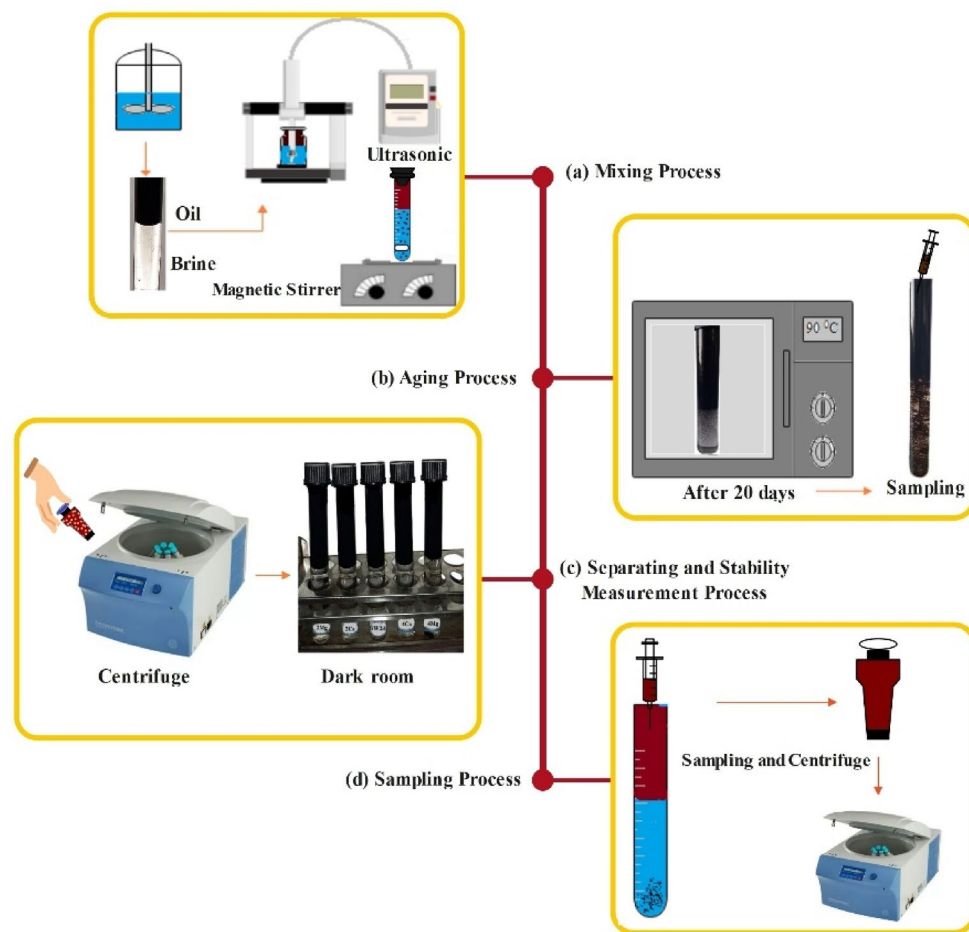 Ultrasonic
Oil
Brine
Magnetic Stirrer
(a) Mixing Process
90 °C
After 20 days
Sampling
(b) Aging Process
Centrifuge
Dark room
(c) Separating and Stability
Measurement Process
Sampling and Centrifuge
(d) Sampling Process